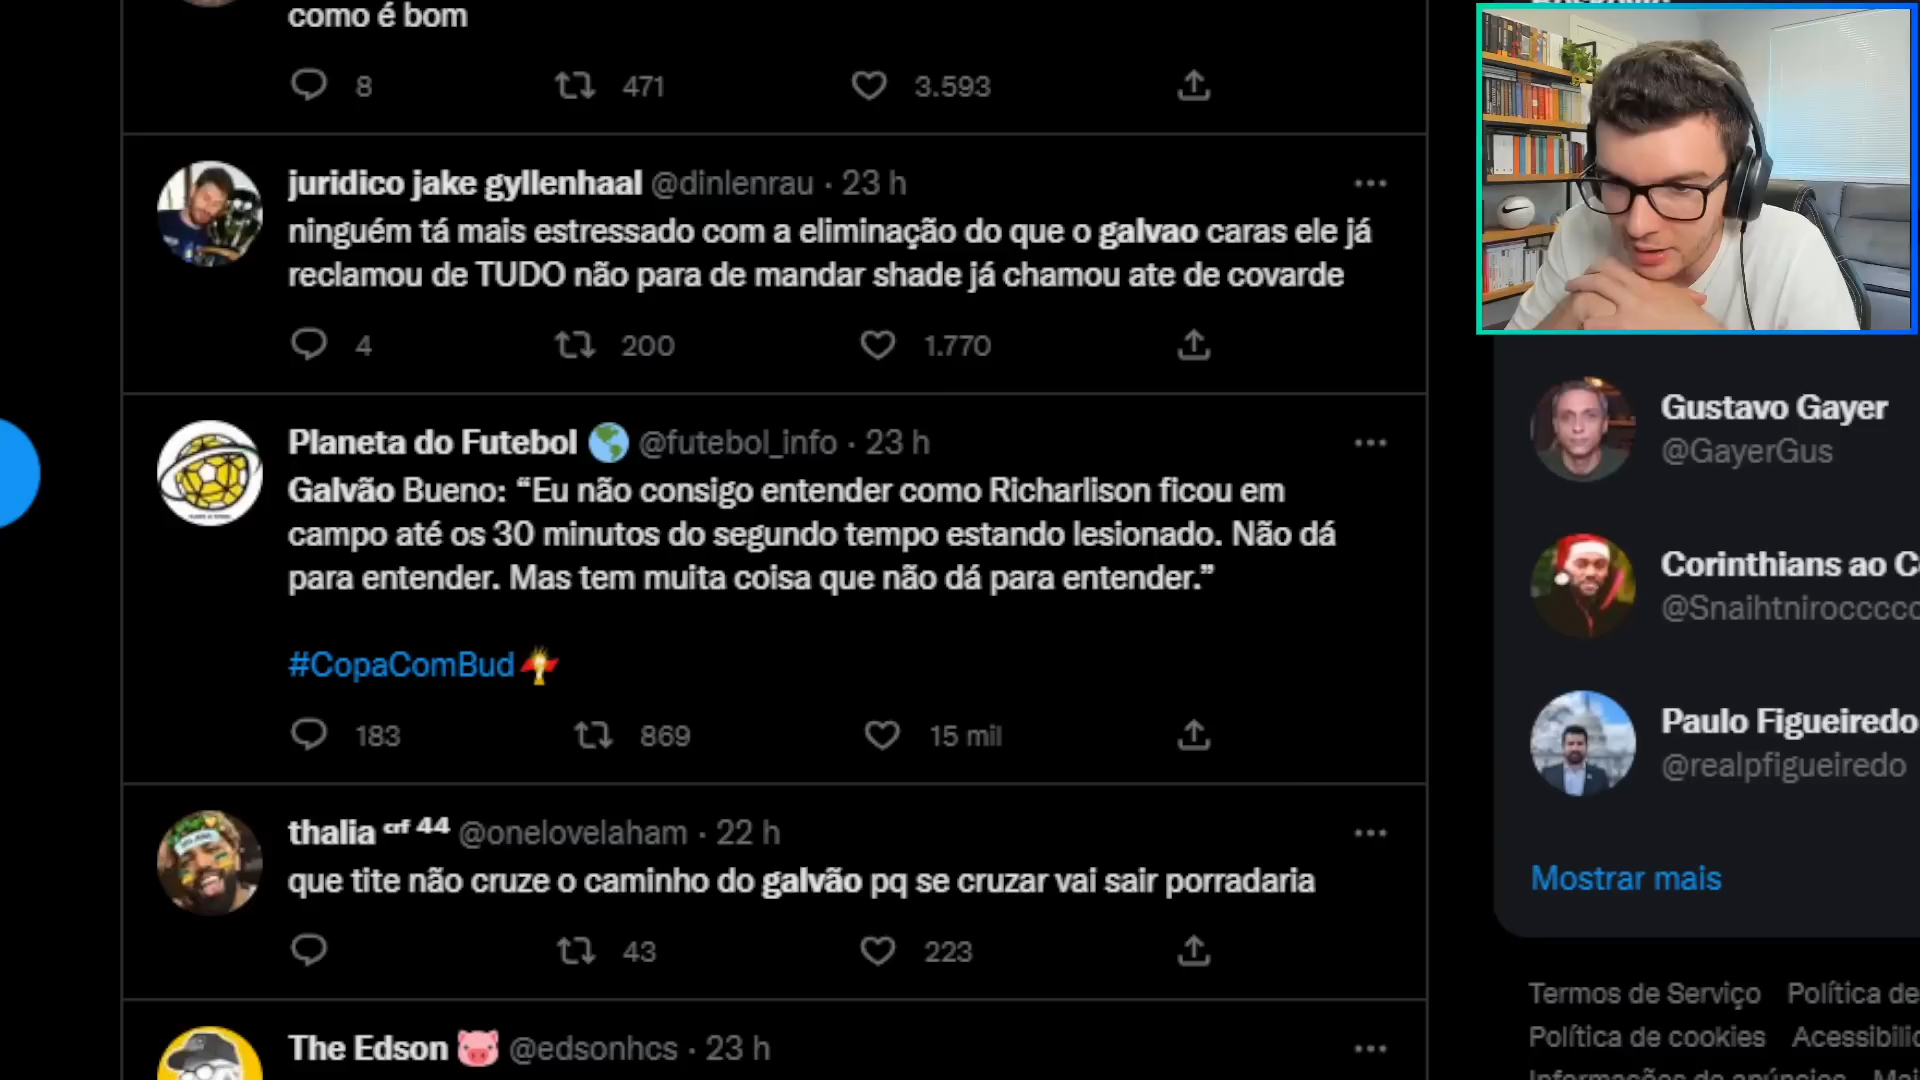 como é bom
8 471 3.593
juridico jake gyllenhaal @dinlenrau · 23 h
ninguém tá mais estressado com a eliminação do que o galvao caras ele já
reclamou de TUDO não para de mandar shade já chamou ate de covarde
4 200 1.770
Planeta do Futebol @futebol_info · 23 h
Galvão Bueno: “Eu não consigo entender como Richarlison ficou em
campo até os 30 minutos do segundo tempo estando lesionado. Não dá
para entender. Mas tem muita coisa que não dá para entender.”
#CopaComBud
183 869 15 mil
thalia ᶜʳᶠ ⁴⁴ @onelovelaham · 22 h
que tite não cruze o caminho do galvão pq se cruzar vai sair porradaria
43 223
The Edson @edsonhcs · 23 h
Gustavo Gayer
@GayerGus
Corinthians ao C
@Snaihtniroccccc
Paulo Figueiredo
@realpfigueiredo
Mostrar mais
Termos de Serviço Política de
Política de cookies
Informações de anúncios